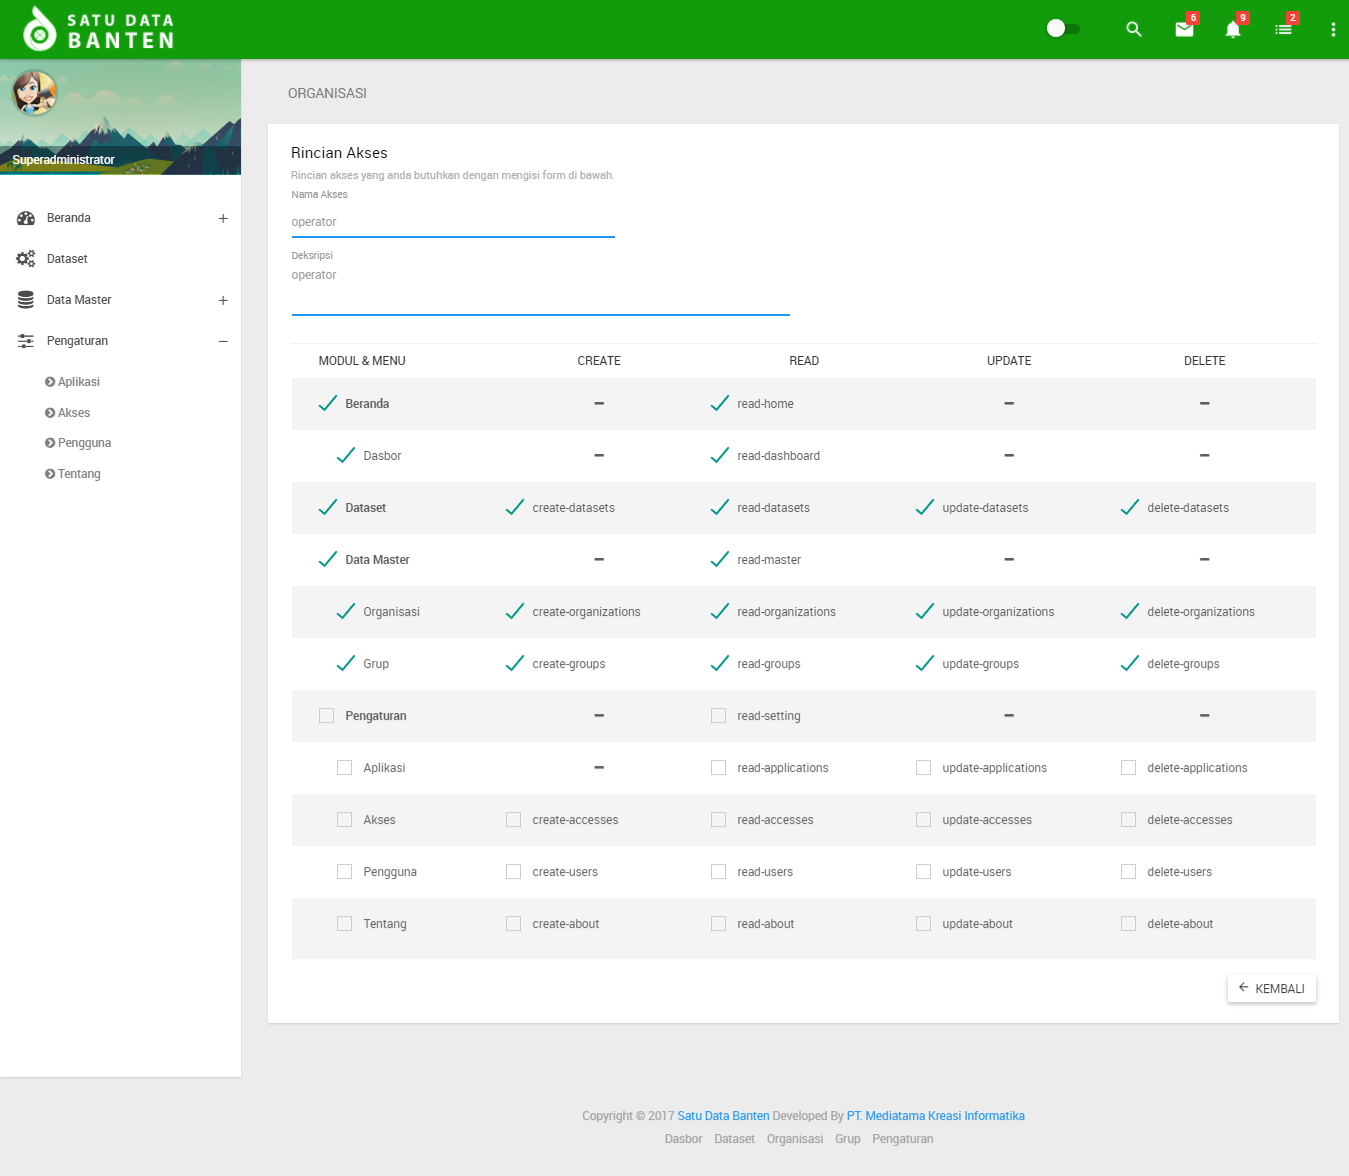 SATU DATA
BANTEN
6
9
2
Superadministrator
Beranda
Dataset
Data Master
Pengaturan
Aplikasi
Akses
Pengguna
Tentang
ORGANISASI
Rincian Akses
Rincian akses yang anda butuhkan dengan mengisi form di bawah.
Nama Akses
operator
Deksripsi
operator
MODUL & MENU CREATE READ UPDATE DELETE
Beranda read-home
Dasbor read-dashboard
Dataset create-datasets read-datasets update-datasets delete-datasets
Data Master read-master
Organisasi create-organizations read-organizations update-organizations delete-organizations
Grup create-groups read-groups update-groups delete-groups
Pengaturan read-setting
Aplikasi read-applications update-applications delete-applications
Akses create-accesses read-accesses update-accesses delete-accesses
Pengguna create-users read-users update-users delete-users
Tentang create-about read-about update-about delete-about
KEMBALI
Copyright © 2017 Satu Data Banten Developed By PT. Mediatama Kreasi Informatika
Dasbor Dataset Organisasi Grup Pengaturan